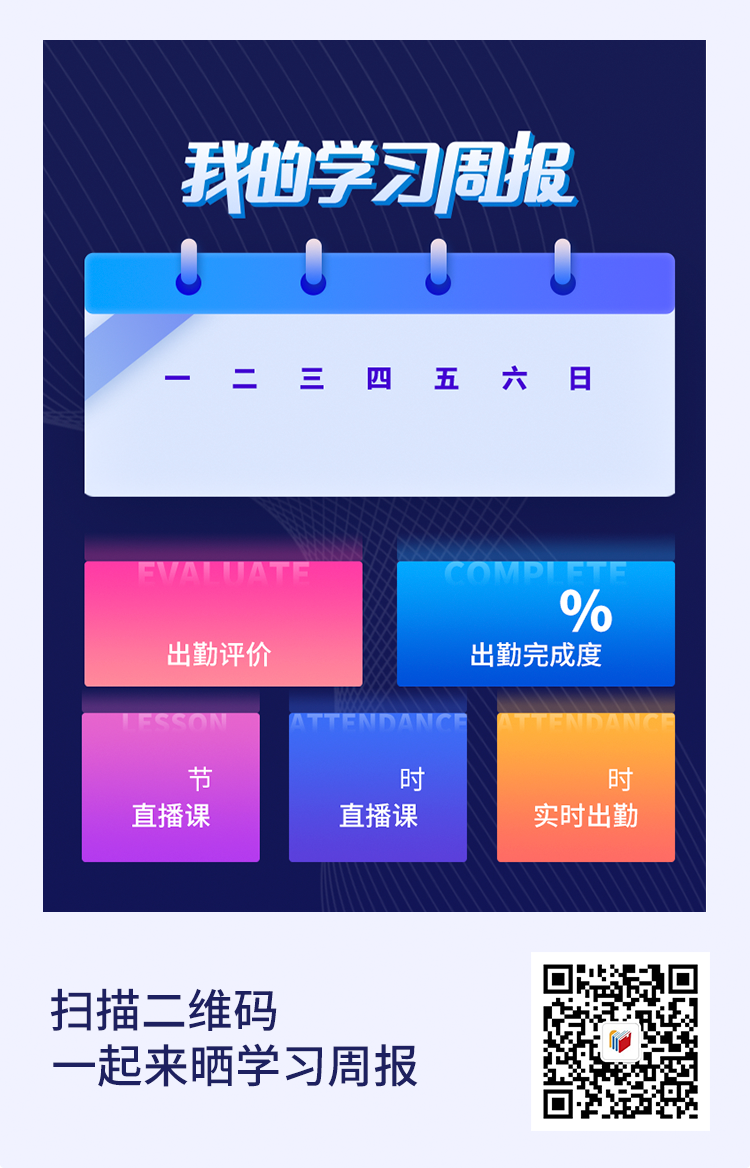 我的学习周报
一 二 三 四 五 六 日
EVALUATE COMPLETE
%
出勤评价 出勤完成度
LESSON ATTENDANCE ATTENDANCE
节 时 时
直播课 直播课 实时出勤
扫描二维码
一起来晒学习周报